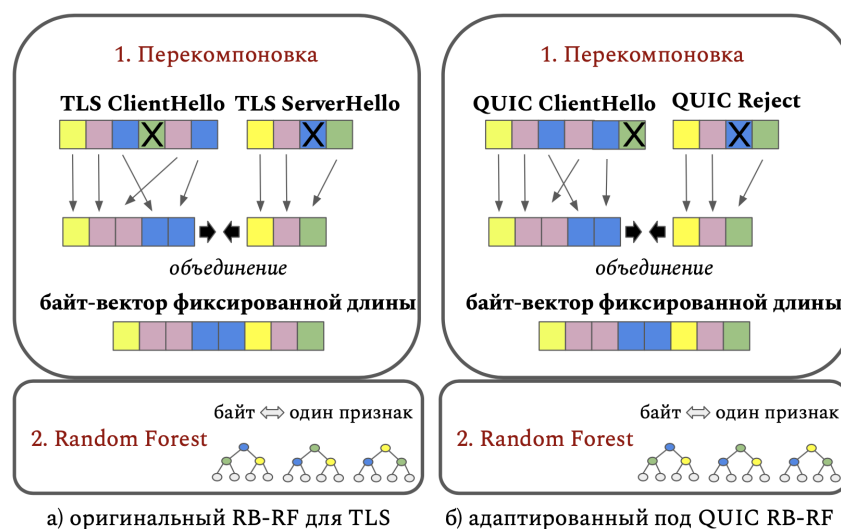 1. Перекомпоновка
TLS ClientHello TLS ServerHello
X X
объединение
байт-вектор фиксированной длины
байт ⇔ один признак
2. Random Forest
а) оригинальный RB-RF для TLS
1. Перекомпоновка
QUIC ClientHello QUIC Reject
X X
объединение
байт-вектор фиксированной длины
байт ⇔ один признак
2. Random Forest
б) адаптированный под QUIC RB-RF